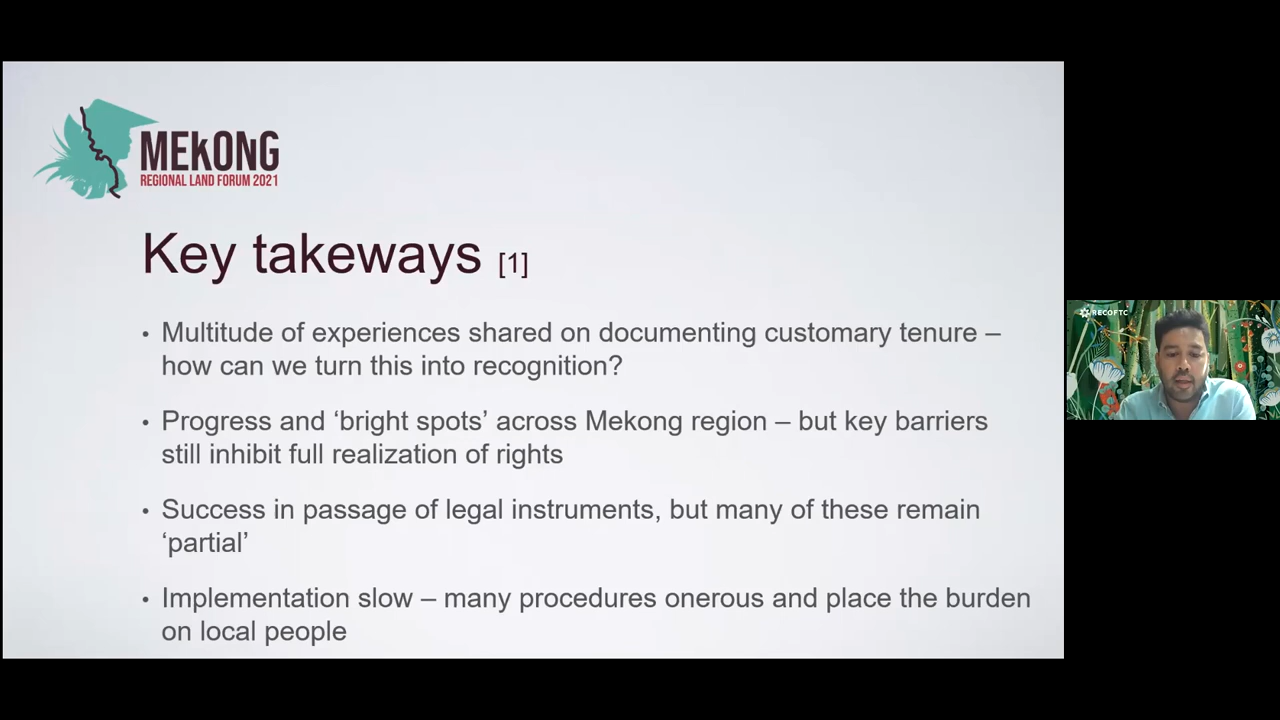 MEKONG
REGIONAL LAND FORUM 2021
Key takeways [1]
• Multitude of experiences shared on documenting customary tenure –
how can we turn this into recognition?
• Progress and ‘bright spots’ across Mekong region – but key barriers
still inhibit full realization of rights
• Success in passage of legal instruments, but many of these remain
‘partial’
• Implementation slow – many procedures onerous and place the burden
on local people
RECOFTC